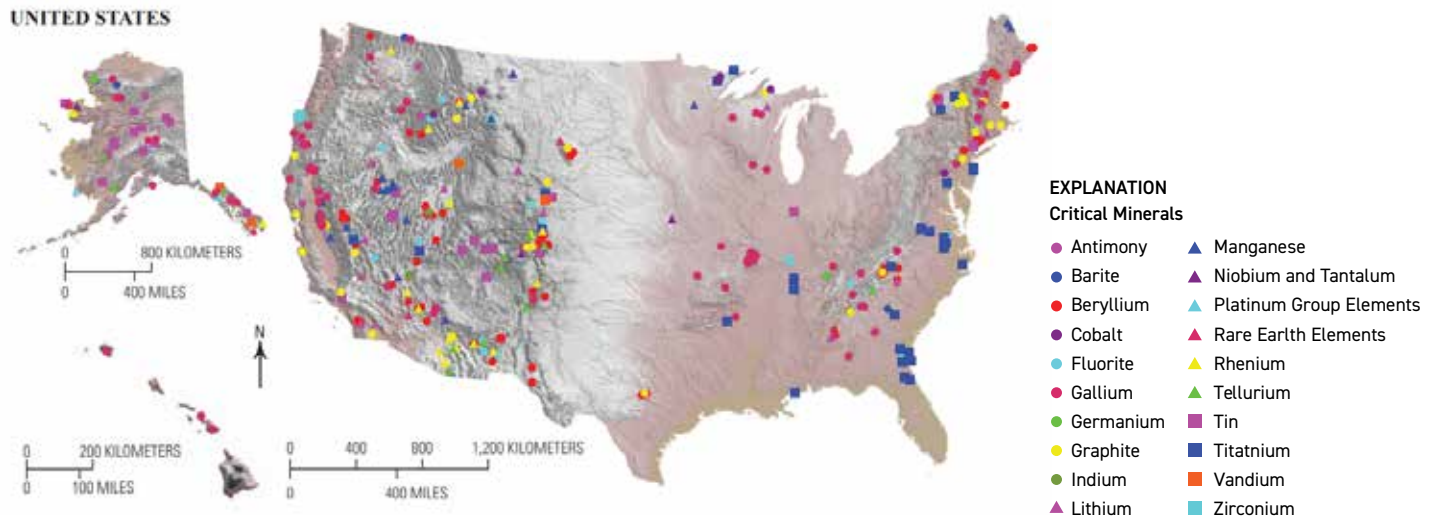 UNITED STATES
0 800 KILOMETERS
0 400 MILES
N
0 200 KILOMETERS
0 100 MILES
0 400 800 1,200 KILOMETERS
0 400 MILES
EXPLANATION
Critical Minerals
Antimony
Barite
Beryllium
Cobalt
Fluorite
Gallium
Germanium
Graphite
Indium
Lithium
Manganese
Niobium and Tantalum
Platinum Group Elements
Rare Earth Elements
Rhenium
Tellurium
Tin
Titatnium
Vandium
Zirconium